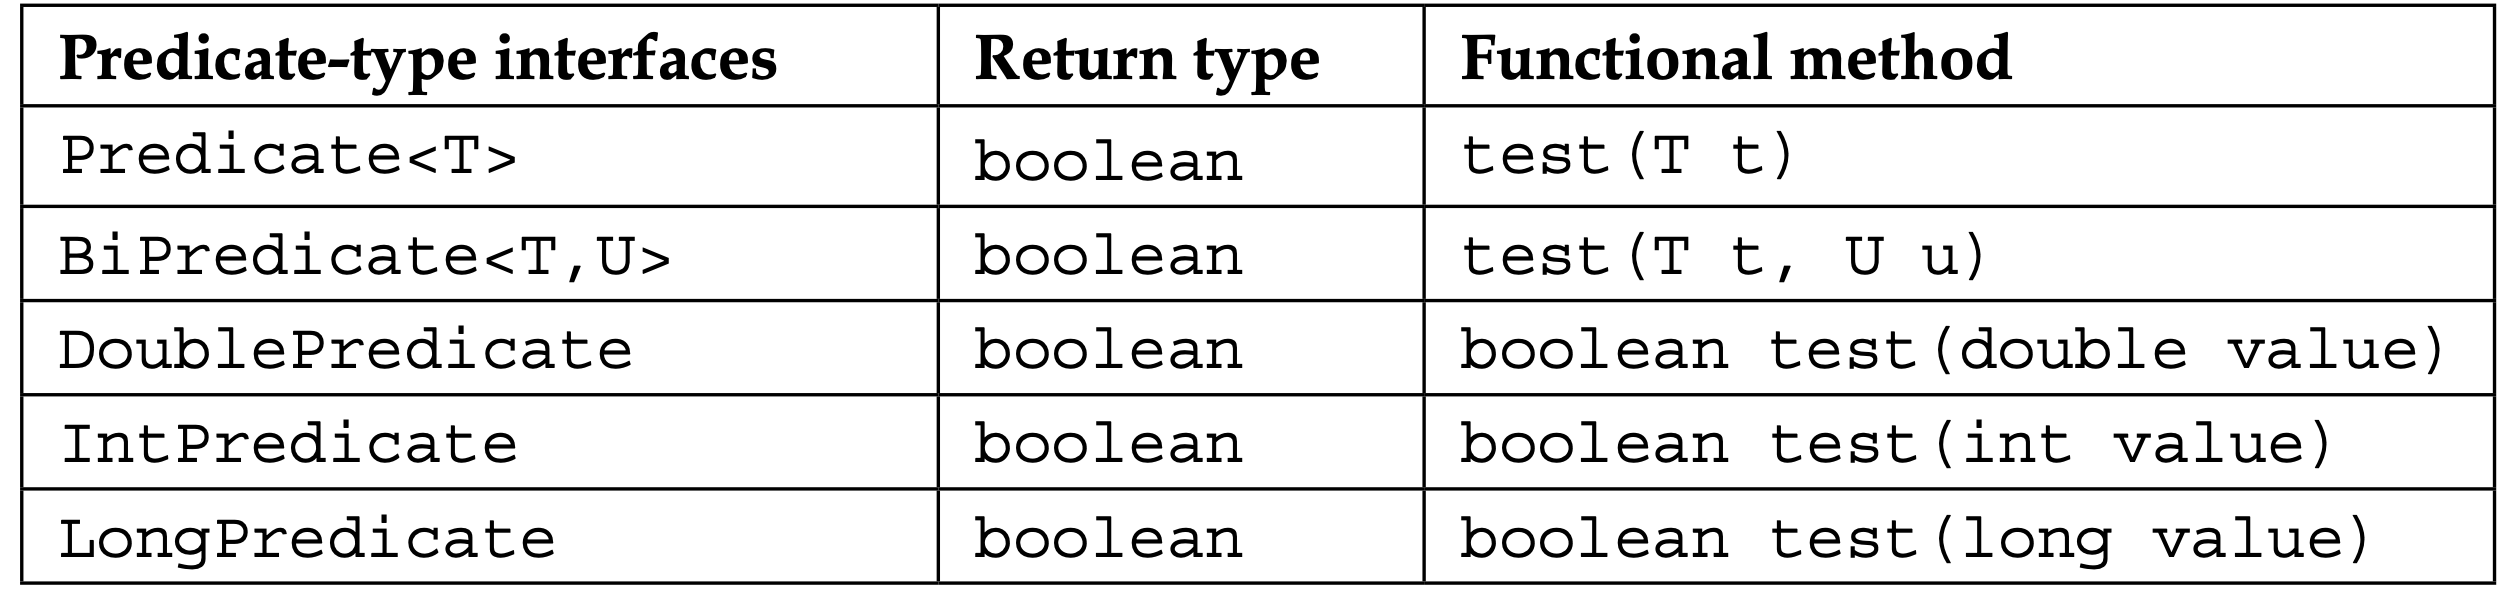 Predicate-type interfaces Return type Functional method
Predicate<T> boolean test(T t)
BiPredicate<T,U> boolean test(T t, U u)
DoublePredicate boolean boolean test(double value)
IntPredicate boolean boolean test(int value)
LongPredicate boolean boolean test(long value)